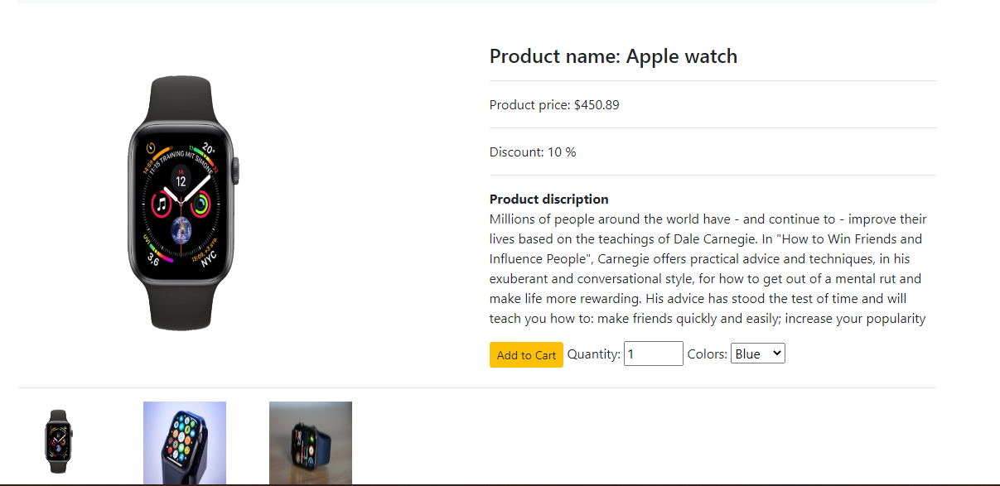 Product name: Apple watch
Product price: $450.89
Discount: 10 %
Product discription
Millions of people around the world have - and continue to - improve their
lives based on the teachings of Dale Carnegie. In "How to Win Friends and
Influence People", Carnegie offers practical advice and techniques, in his
exuberant and conversational style, for how to get out of a mental rut and
make life more rewarding. His advice has stood the test of time and will
teach you how to: make friends quickly and easily; increase your popularity
Add to Cart Quantity: 1 Colors: Blue
11:15 TRAINING MIT SIMONE
20°
14:59
12
UVI
3,6
NYC